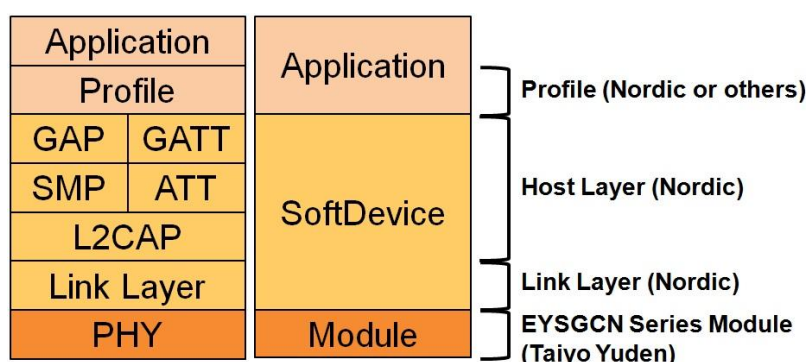 Application
Profile
GAP GATT
SMP ATT
L2CAP
Link Layer
PHY
Application
SoftDevice
Module
Profile (Nordic or others)
Host Layer (Nordic)
Link Layer (Nordic)
EYSGCN Series Module
(Taiyo Yuden)